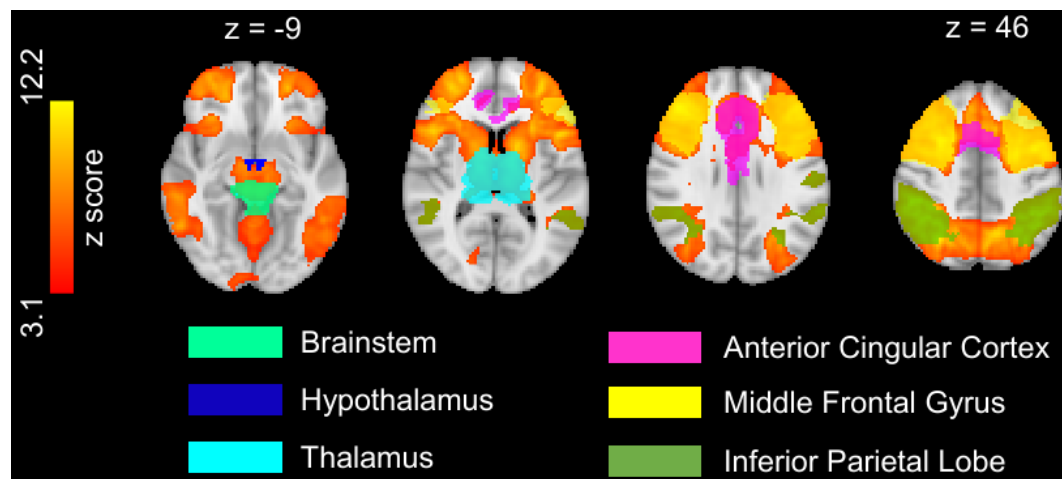 z = -9
z = 46
12.2
z score
3.1
Brainstem
Hypothalamus
Thalamus
Anterior Cingular Cortex
Middle Frontal Gyrus
Inferior Parietal Lobe